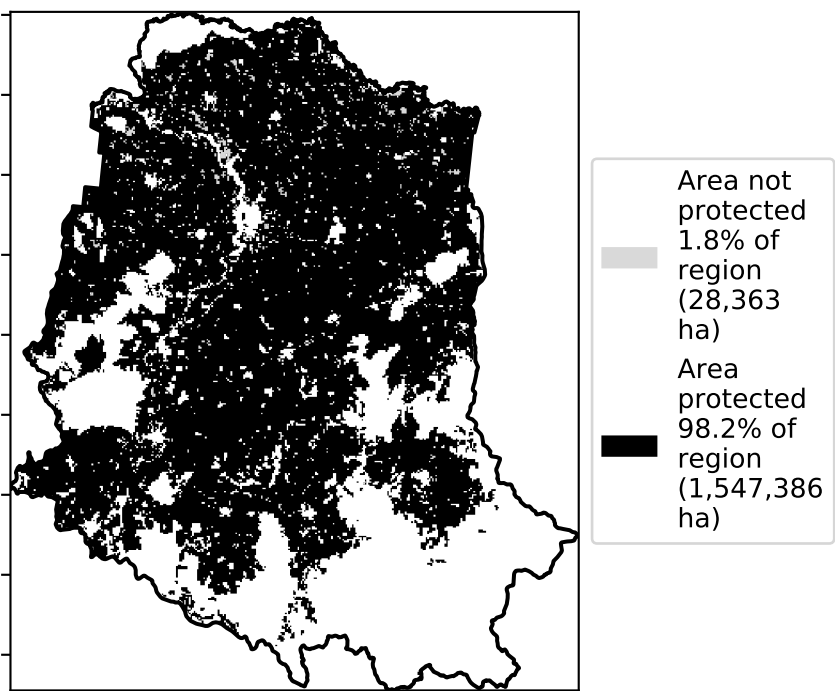 Area not
protected
1.8% of
region
(28,363
ha)
Area
protected
98.2% of
region
(1,547,386
ha)